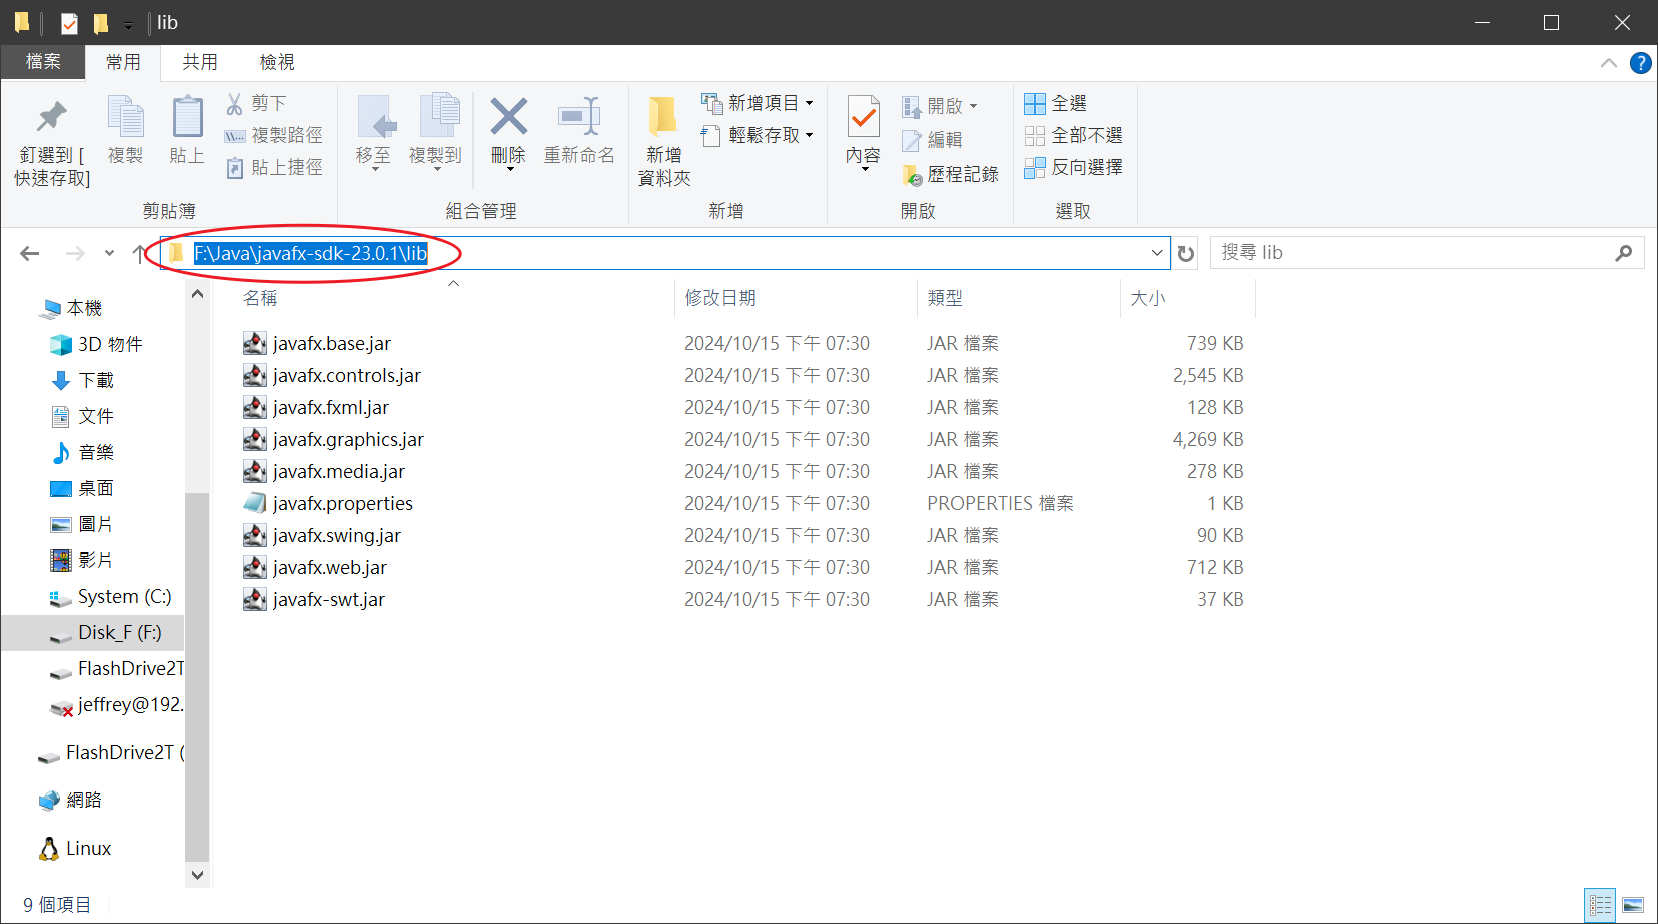 lib
檔案 常用 共用 檢視
釘選到 [
快速存取]
複製
貼上
剪下
複製路徑
貼上捷徑
剪貼簿
移至
複製到
刪除
重新命名
組合管理
新增
資料夾
新增項目
輕鬆存取
新增
內容
開啟
編輯
歷程記錄
開啟
全選
全部不選
反向選擇
選取
F:\Java\javafx-sdk-23.0.1\lib
搜尋 lib
本機
3D 物件
下載
文件
音樂
桌面
圖片
影片
System (C:)
Disk_F (F:)
FlashDrive2T
jeffrey@192.
FlashDrive2T (
網路
Linux
名稱 修改日期 類型 大小
javafx.base.jar 2024/10/15 下午 07:30 JAR 檔案 739 KB
javafx.controls.jar 2024/10/15 下午 07:30 JAR 檔案 2,545 KB
javafx.fxml.jar 2024/10/15 下午 07:30 JAR 檔案 128 KB
javafx.graphics.jar 2024/10/15 下午 07:30 JAR 檔案 4,269 KB
javafx.media.jar 2024/10/15 下午 07:30 JAR 檔案 278 KB
javafx.properties 2024/10/15 下午 07:30 PROPERTIES 檔案 1 KB
javafx.swing.jar 2024/10/15 下午 07:30 JAR 檔案 90 KB
javafx.web.jar 2024/10/15 下午 07:30 JAR 檔案 712 KB
javafx-swt.jar 2024/10/15 下午 07:30 JAR 檔案 37 KB
9 個項目